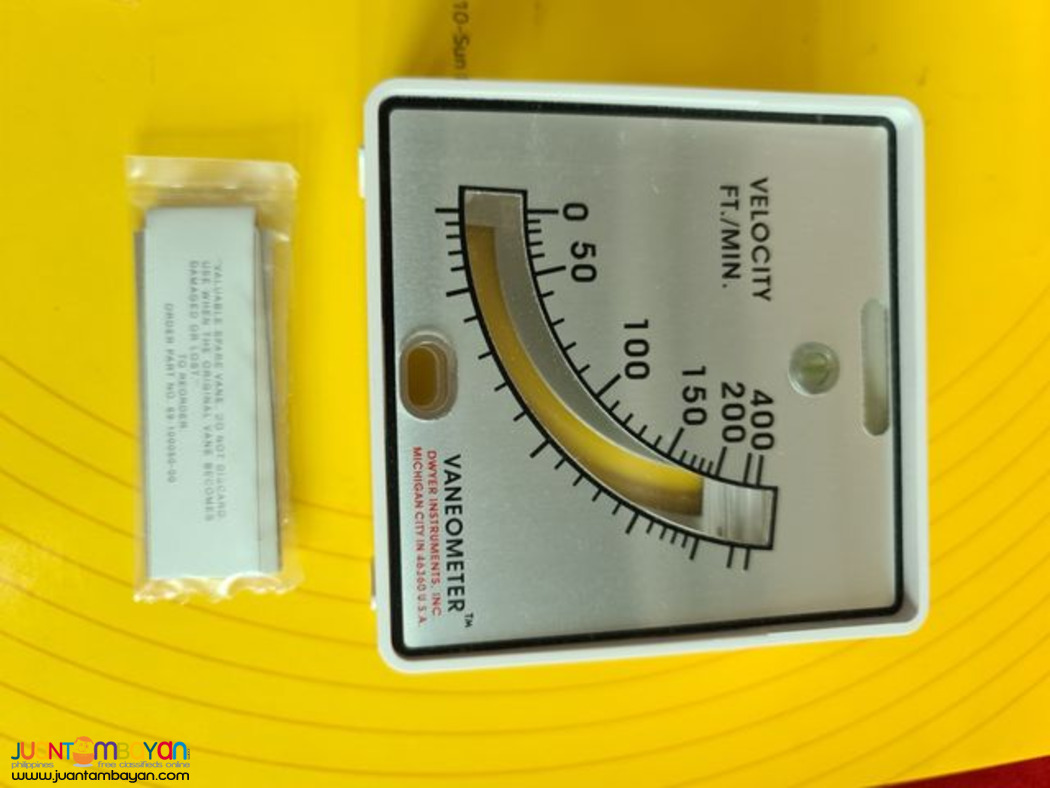 10-Sun
VELOCITY
FT./MIN.
0
50
100
150
200
400
VANEOMETER™
DWYER INSTRUMENTS, INC.
MICHIGAN CITY IN 46360 U.S.A.
"VALUABLE SPARE VANE. DO NOT DISCARD.
USE WHEN THE ORIGINAL VANE BECOMES
DAMAGED OR LOST."
TO REORDER:
ORDER PART NO.
JUANTAMBAYAN
philippines free classifieds online
www.juantambayan.com